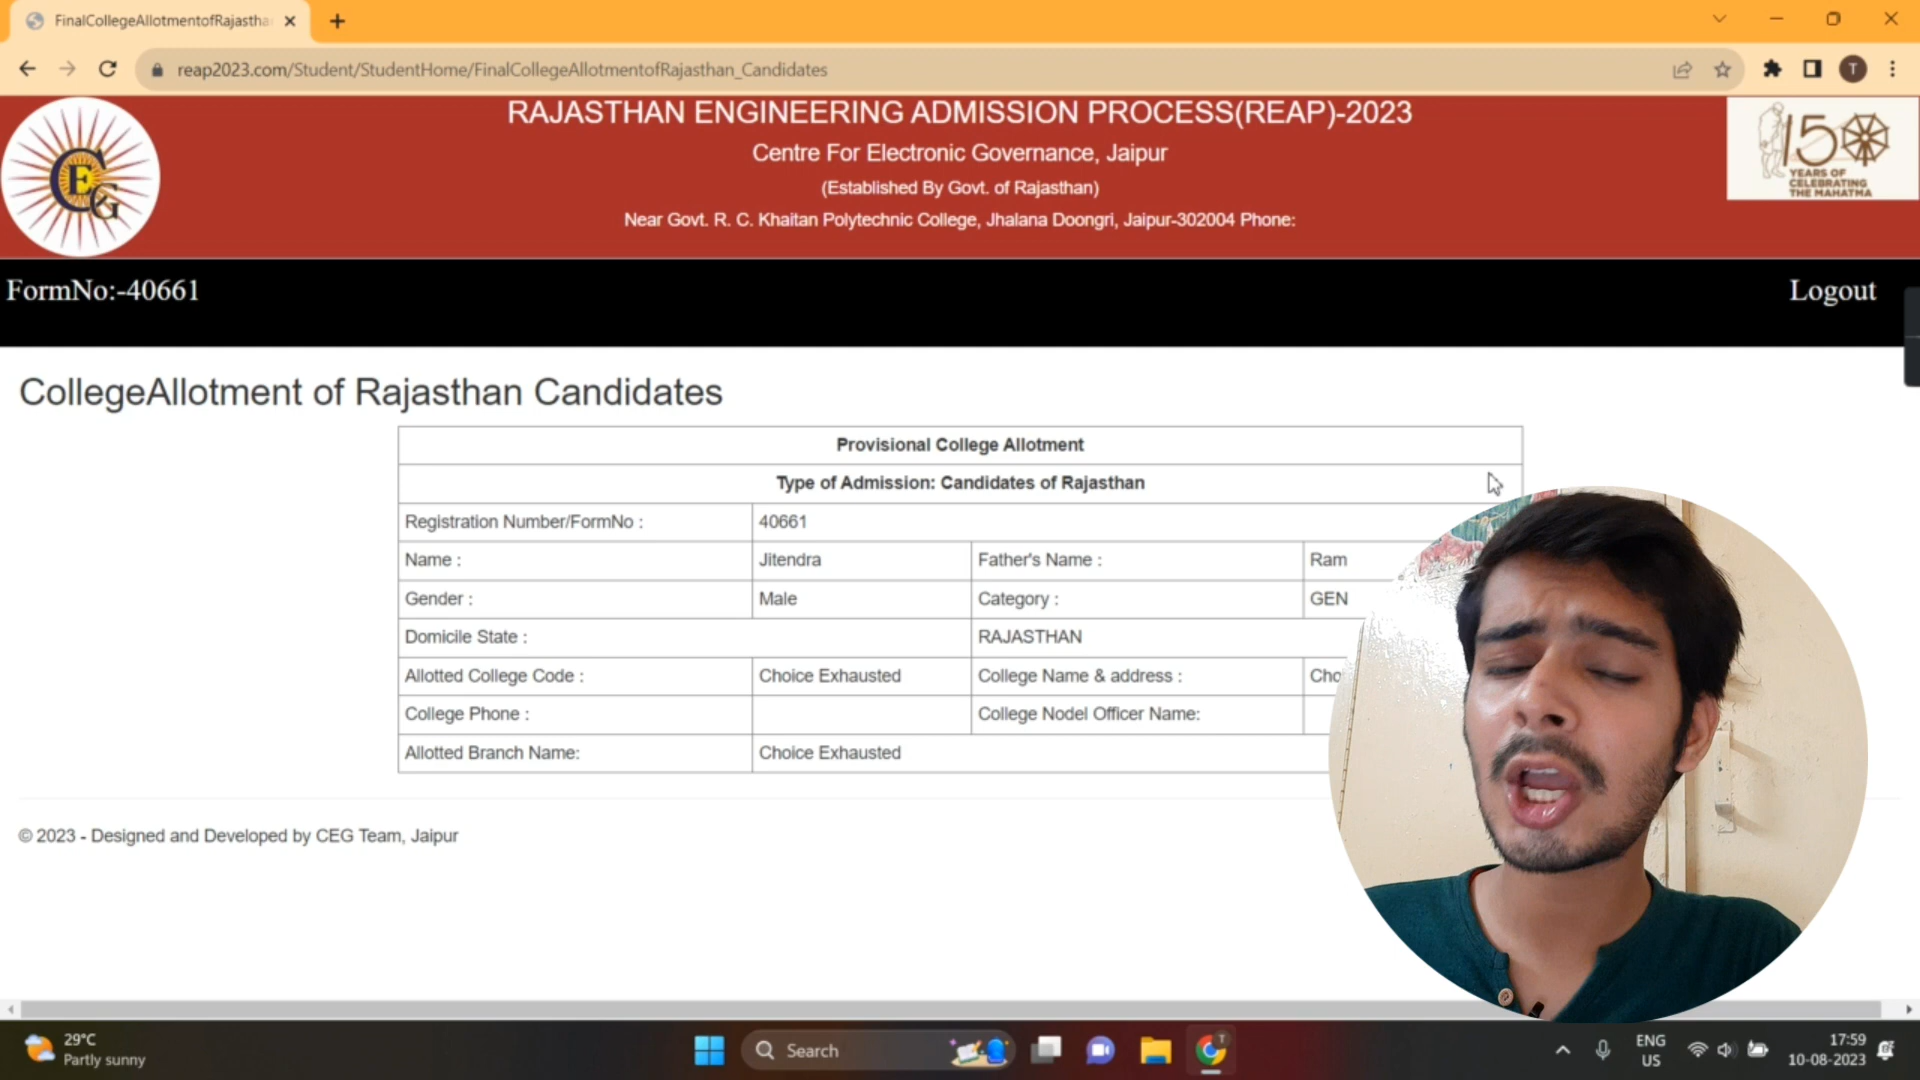 FinalCollegeAllotmentofRajastha
reap2023.com/Student/StudentHome/FinalCollegeAllotmentofRajasthan_Candidates
T
RAJASTHAN ENGINEERING ADMISSION PROCESS(REAP)-2023
Centre For Electronic Governance, Jaipur
(Established By Govt. of Rajasthan)
Near Govt. R. C. Khaitan Polytechnic College, Jhalana Doongri, Jaipur-302004 Phone:
CEG
150
YEARS OF
CELEBRATING
THE MAHATMA
FormNo:-40661
Logout
CollegeAllotment of Rajasthan Candidates
Provisional College Allotment
Type of Admission: Candidates of Rajasthan
Registration Number/FormNo : 40661
Name : Jitendra Father's Name : Ram
Gender : Male Category : GEN
Domicile State : RAJASTHAN
Allotted College Code : Choice Exhausted College Name & address : Cho
College Phone : College Nodel Officer Name:
Allotted Branch Name: Choice Exhausted
© 2023 - Designed and Developed by CEG Team, Jaipur
29°C
Partly sunny
Search
T
ENG
US
17:59
10-08-2023